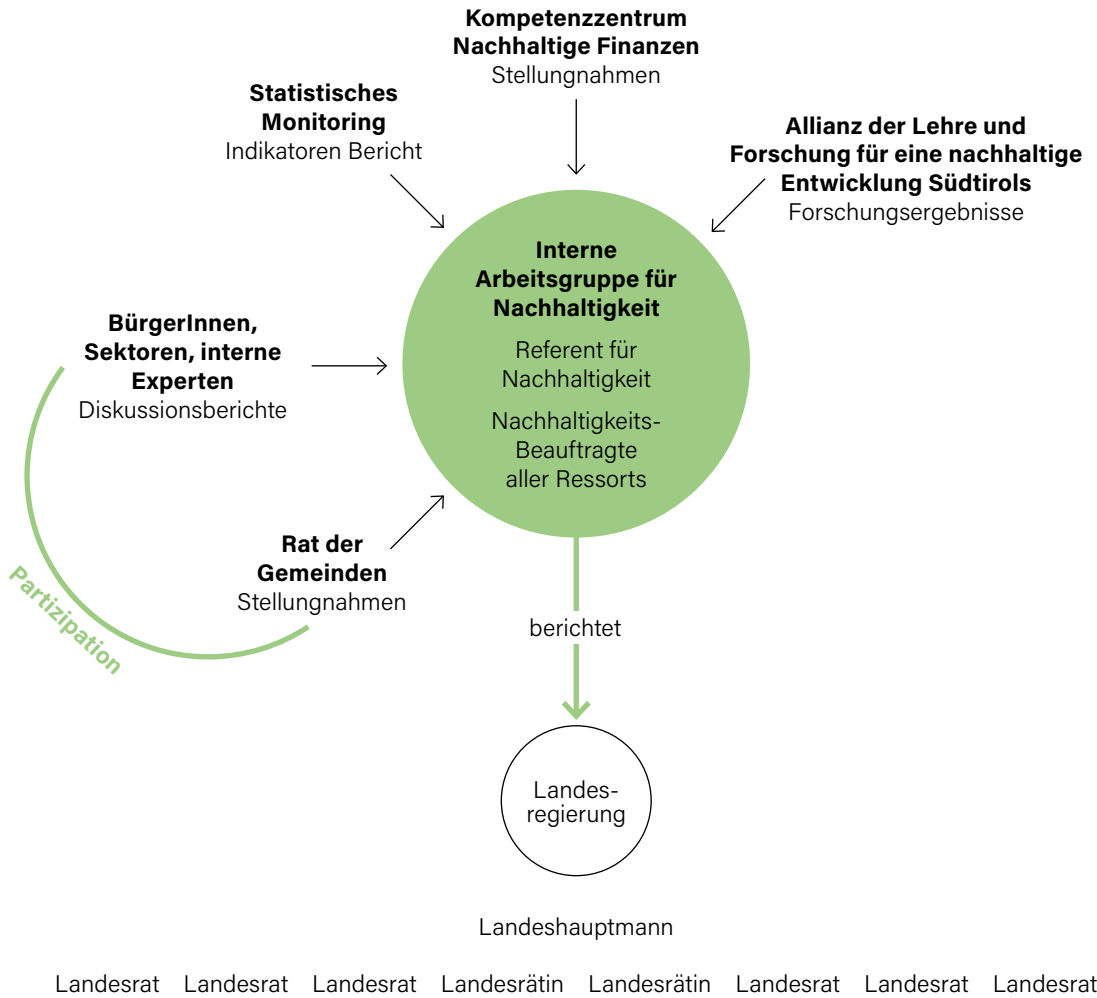 Kompetenzzentrum
Nachhaltige Finanzen
Stellungnahmen
Statistisches
Monitoring
Indikatoren Bericht
Allianz der Lehre und
Forschung für eine nachhaltige
Entwicklung Südtirols
Forschungsergebnisse
Interne
Arbeitsgruppe für
Nachhaltigkeit
Referent für
Nachhaltigkeit
Nachhaltigkeits-
Beauftragte
aller Ressorts
BürgerInnen,
Sektoren, interne
Experten
Diskussionsberichte
Rat der
Gemeinden
Stellungnahmen
Partizipation
berichtet
Landes-
regierung
Landeshauptmann
Landesrat Landesrat Landesrat Landesrätin Landesrätin Landesrat Landesrat Landesrat